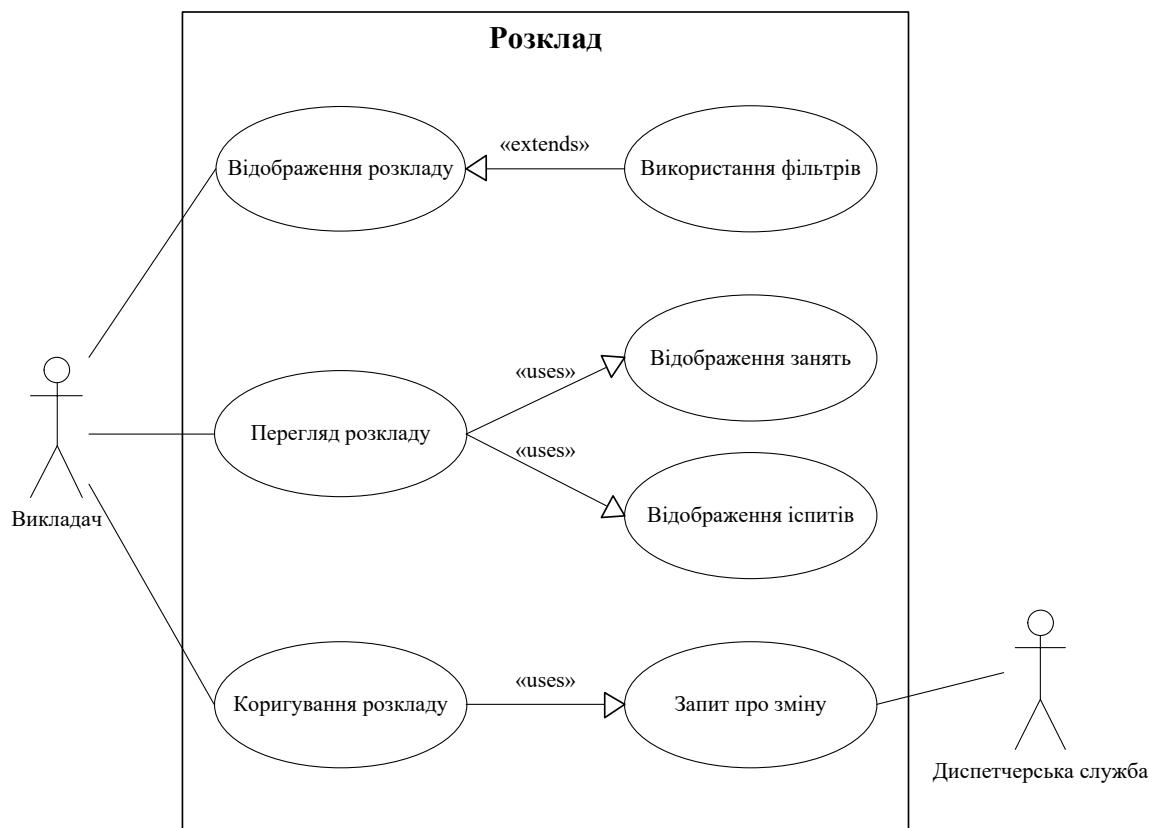 Розклад
«extends»
Відображення розкладу
Використання фільтрів
Відображення занять
«uses»
Перегляд розкладу
«uses»
Відображення іспитів
Викладач
«uses»
Коригування розкладу
Запит про зміну
Диспетчерська служба